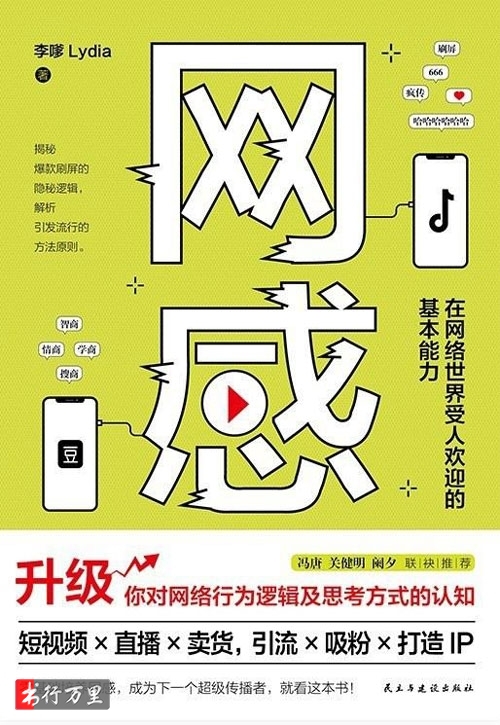 李嗲 Lydia
著
揭秘
爆款刷屏的
隐秘逻辑，
解析
引发流行的
方法原则。
网感
刷屏
666
疯传
哈哈哈哈哈哈
在网络世界受人欢迎的
基本能力
智商
情商
学商
搜商
豆
冯唐 关健明 阑夕 联袂推荐
升级 你对网络行为逻辑及思考方式的认知
短视频×直播×卖货，引流×吸粉×打造IP
感，成为下一个超级传播者，就看这本书！
民主与建设出版社
书行万里